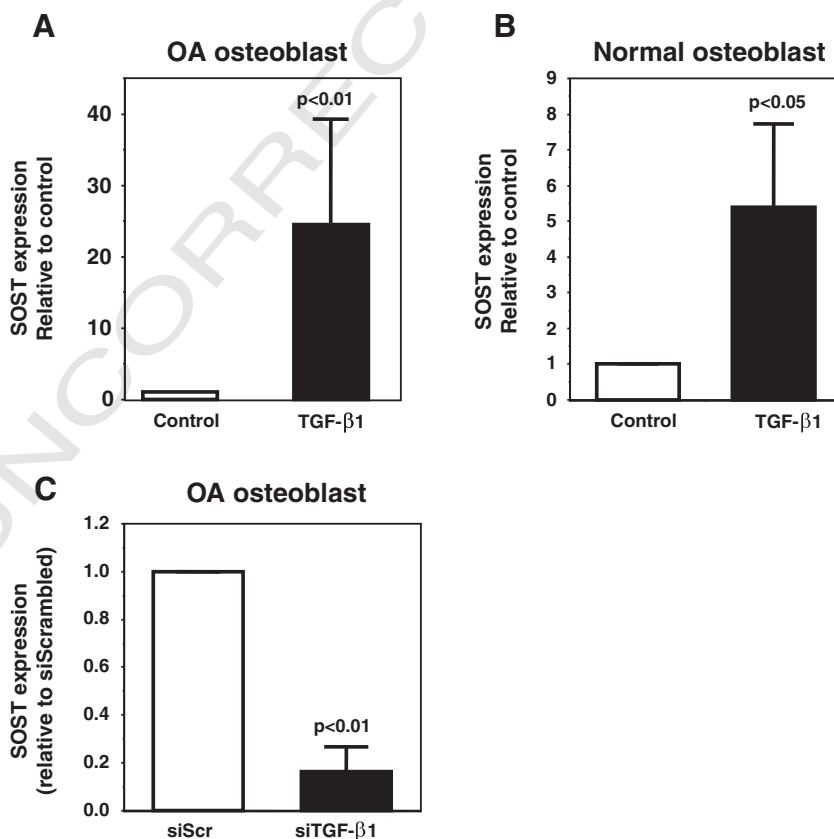 A
OA osteoblast
SOST expression
Relative to control
40
30
20
10
0
p<0.01
Control
TGF-β1
B
Normal osteoblast
SOST expression
Relative to control
9
8
7
6
5
4
3
2
1
0
p<0.05
Control
TGF-β1
C
OA osteoblast
SOST expression
(relative to siScrambled)
1.2
1.0
0.8
0.6
0.4
0.2
0.0
p<0.01
siScr
siTGF-β1
NCORREC